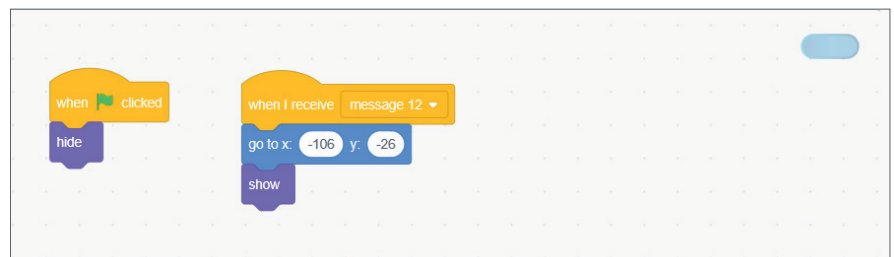 when clicked
hide
when I receive message 12
go to x: -106 y: -26
show